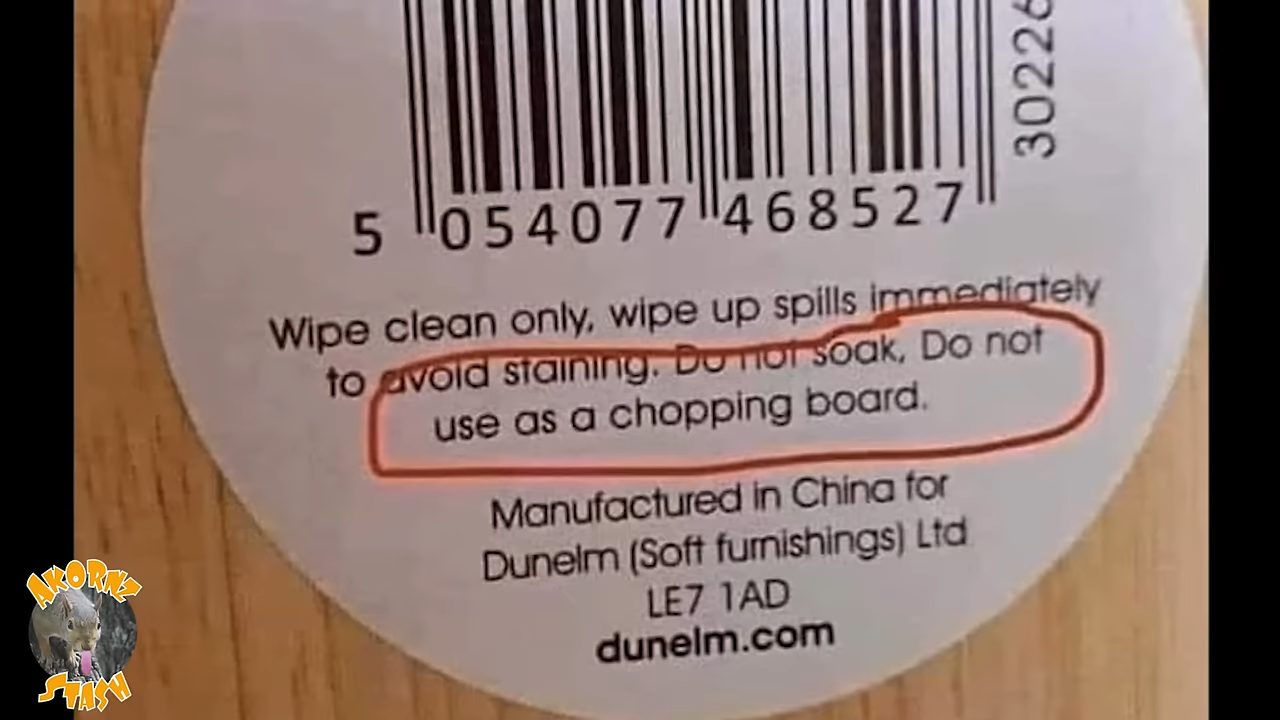 30226
5 054077 468527
Wipe clean only, wipe up spills immediately
to avoid staining. Do not soak, Do not
use as a chopping board.
Manufactured in China for
Dunelm (Soft furnishings) Ltd
LE7 1AD
dunelm.com
AKORNZ
STASH